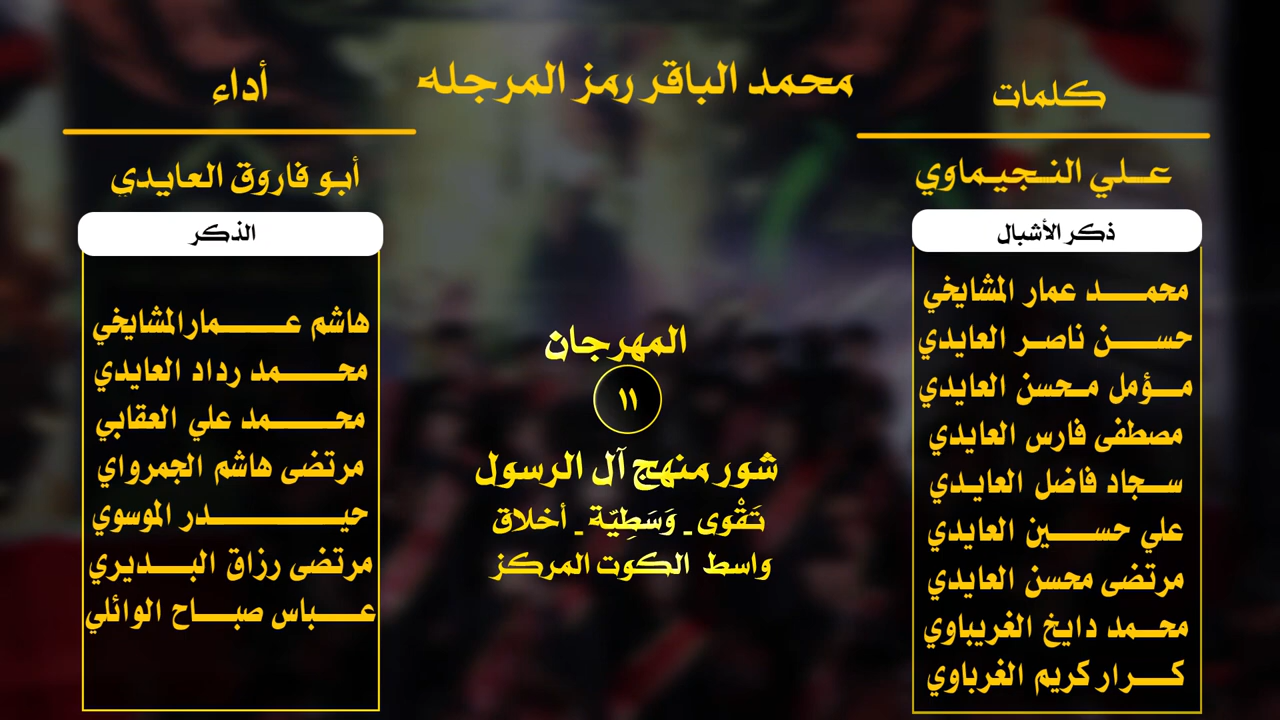 محمد الباقر رمز المرجله
كلمات
علي النجيماوي
ذكر الأشبال
محمد عمار المشايخي
حسن ناصر العايدي
مؤمل محسن العايدي
مصطفى فارس العايدي
سجاد فاضل العايدي
علي حسين العايدي
مرتضى محسن العايدي
محمد دايخ الغريباوي
كرار كريم الغرباوي
المهرجان
١١
شور منهج آل الرسول
تَقْوى ـ وَسَطِيّة ـ أخلاق
واسط الكوت المركز
أداء
أبو فاروق العايدي
الذكر
هاشم عمار المشايخي
محمد رداد العايدي
محمد علي العقابي
مرتضى هاشم الجمرواي
حيدر الموسوي
مرتضى رزاق البديري
عباس صباح الوائلي